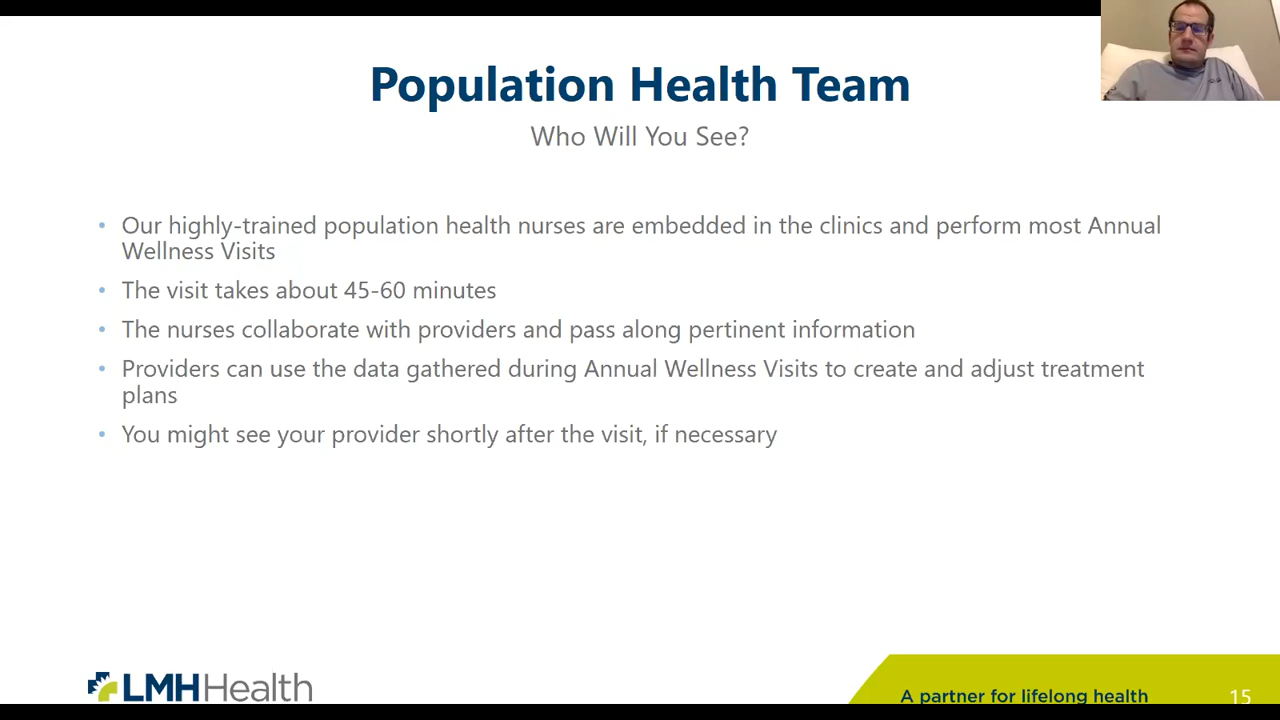 Population Health Team
Who Will You See?
• Our highly-trained population health nurses are embedded in the clinics and perform most Annual
Wellness Visits
• The visit takes about 45-60 minutes
• The nurses collaborate with providers and pass along pertinent information
• Providers can use the data gathered during Annual Wellness Visits to create and adjust treatment
plans
• You might see your provider shortly after the visit, if necessary
LMH Health
A partner for lifelong health
15